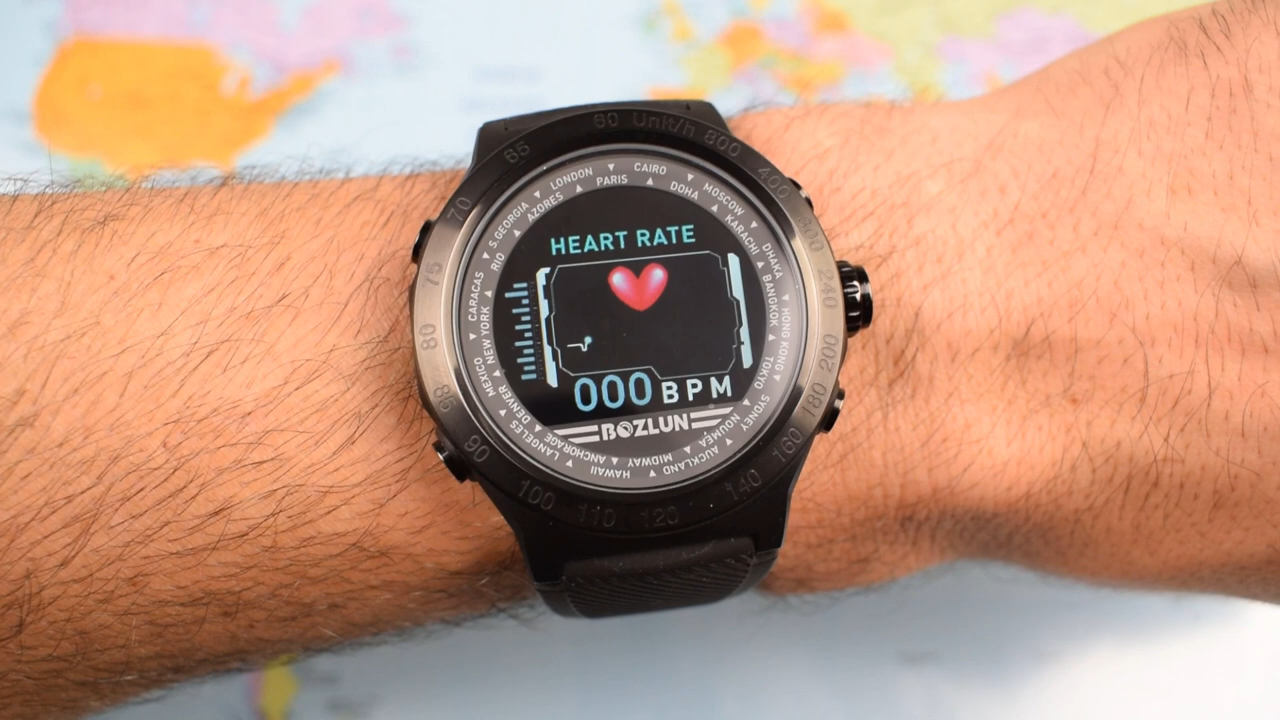 60 Unit/h 800
400
300
240
200
180
160
140
120
110
100
90
85
80
75
70
65
LONDON
CAIRO
MOSCOW
DHAKA
HONG KONG
SYDNEY
AUCKLAND
HAWAII
L.ANGELES
MEXICO
CARACAS
S.GEORGIA
PARIS
DOHA
KARACHI
BANGKOK
TOKYO
NOUMEA
MIDWAY
ANCHORAGE
DENVER
NEW YORK
RIO
AZORES
HEART RATE
000 BPM
BOZLUN